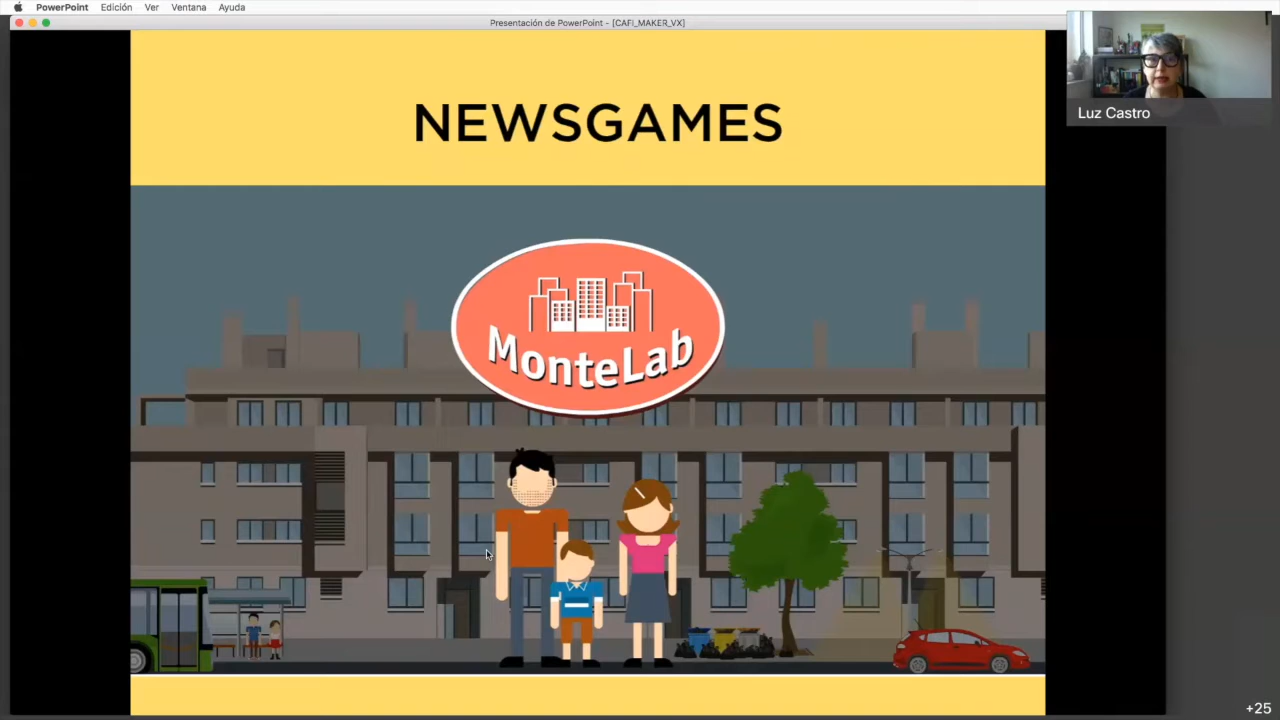 PowerPoint Edición Ver Ventana Ayuda
Presentación de PowerPoint - [CAFI_MAKER_VX]
NEWSGAMES
MonteLab
Luz Castro
+25